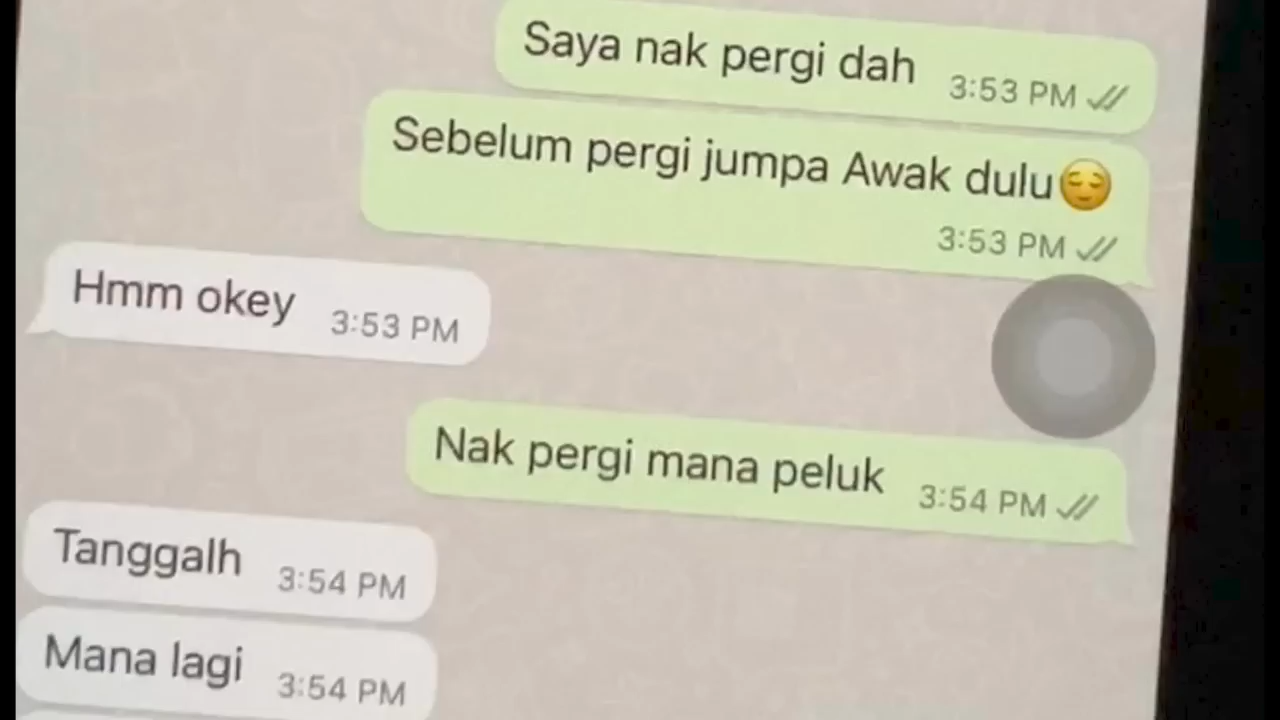 Saya nak pergi dah 3:53 PM
Sebelum pergi jumpa Awak dulu😌
3:53 PM
Hmm okey 3:53 PM
Nak pergi mana peluk 3:54 PM
Tanggalh 3:54 PM
Mana lagi 3:54 PM